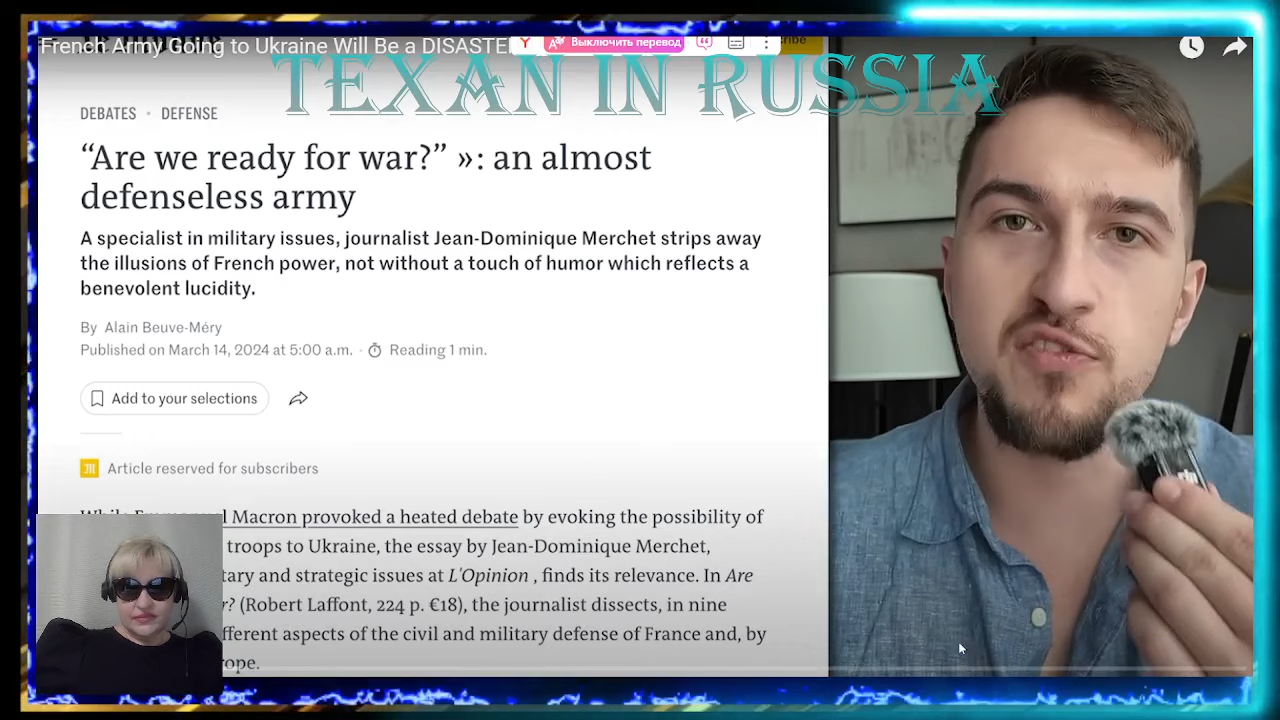 French Army Going to Ukraine Will Be a DISASTE
Выключить перевод
TEXAN IN RUSSIA
DEBATES • DEFENSE
“Are we ready for war?” »: an almost
defenseless army
A specialist in military issues, journalist Jean-Dominique Merchet strips away
the illusions of French power, not without a touch of humor which reflects a
benevolent lucidity.
By Alain Beuve-Méry
Published on March 14, 2024 at 5:00 a.m. · Reading 1 min.
Add to your selections
Article reserved for subscribers
Macron provoked a heated debate by evoking the possibility of
troops to Ukraine, the essay by Jean-Dominique Merchet,
tary and strategic issues at L'Opinion , finds its relevance. In Are
r? (Robert Laffont, 224 p. €18), the journalist dissects, in nine
fferent aspects of the civil and military defense of France and, by
rope.